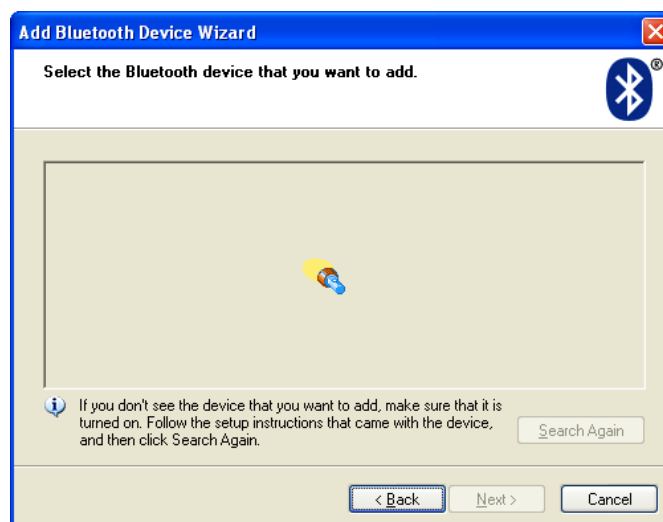 Add Bluetooth Device Wizard
Select the Bluetooth device that you want to add.
®
If you don't see the device that you want to add, make sure that it is
turned on. Follow the setup instructions that came with the device,
and then click Search Again.
Search Again
< Back
Next >
Cancel